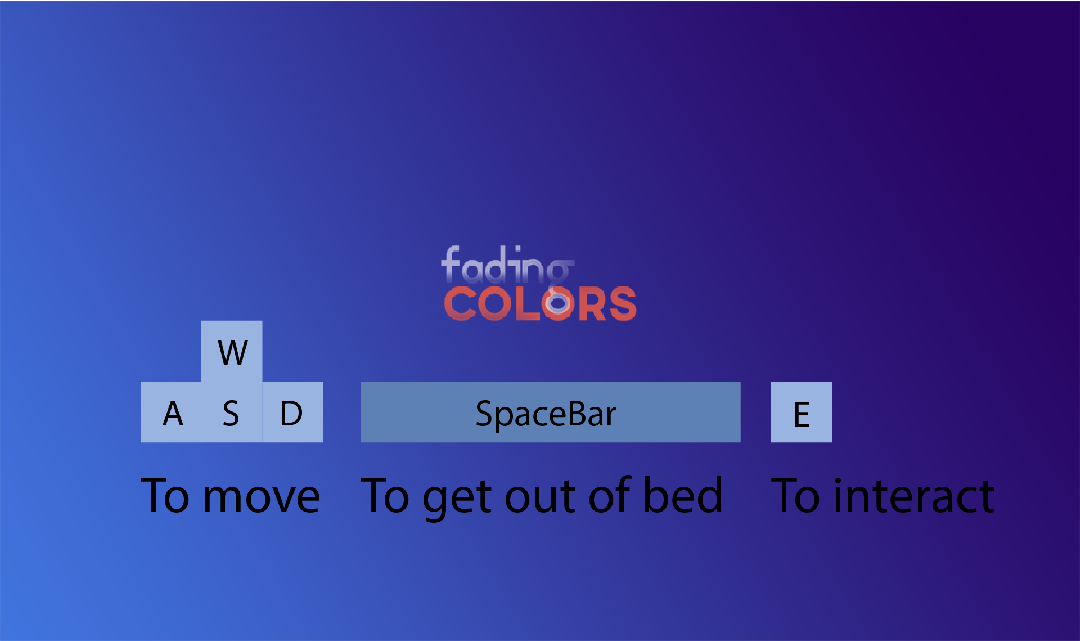 fading
COLORS
W
A S D
SpaceBar
E
To move
To get out of bed
To interact